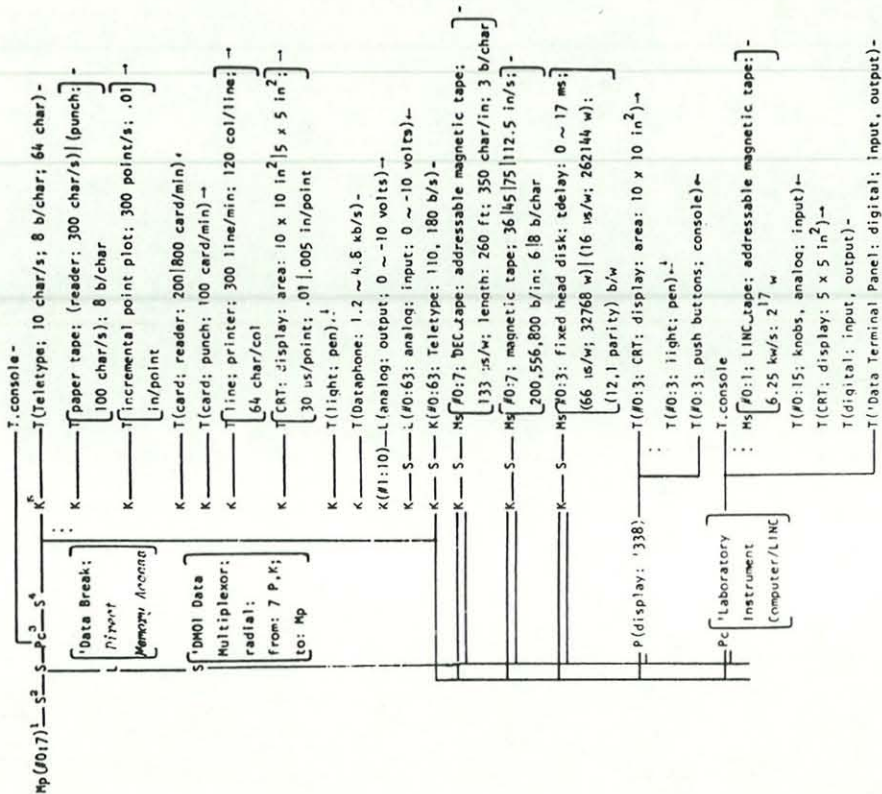 T.console -
Mp(#0:7)¹ — S² — S — Pc³ — S⁴ — K⁵ — T(Teletype; 10 char/s; 8 b/char; 64 char) -
'Data Break;
Direct
Memory Access
K — T[paper tape; (reader; 300 char/s)|(punch; -
100 char/s); 8 b/char]
K — T[incremental point plot; 300 point/s; .01 →
in/point]
L
K — T(card; reader; 200|800 card/min) ←
K — T(card; punch; 100 card/min) →
S['DM01 Data
Multiplexor;
radial;
from: 7 P,K;
to: Mp]
K — T[line; printer; 300 line/min; 120 col/line; →
64 char/col]
K — T[CRT; display; area: 10 x 10 in²|5 x 5 in²; →
30 us/point; .01|.005 in/point]
K — T(light; pen) ←
K — T(Dataphone; 1.2 ~ 4.8 kb/s) -
K(#1:10) — L(analog; output; 0 ~ -10 volts) →
K — S — L(#0:63; analog; input; 0 ~ -10 volts) ←
K — S — K(#0:63; Teletype; 110, 180 b/s) -
K — S — Ms[#0:7; DEC tape; addressable magnetic tape; -
133 us/w; length: 260 ft; 350 char/in; 3 b/char]
K — S — Ms[#0:7; magnetic tape; 36|45|75|112.5 in/s; -
200,556,800 b/in; 6|8 b/char]
K — S — Ms[#0:3; fixed head disk; tdelay: 0 ~ 17 ms; -
(66 us/w; 32768 w)|(16 us/w; 262144 w);
(12,1 parity) b/w]
P(display; '338) — T(#0:3; CRT; display; area: 10 x 10 in²) →
T(#0:3; light; pen) ←
T(#0:3; push buttons; console) ←
Pc['Laboratory
Instrument
Computer/LINC]
T.console
Ms[#0:1; LINC tape; addressable magnetic tape; -
6.25 kw/s; 2¹⁷ w]
T(#0:15; knobs, analog; input) ←
T(CRT; display; 5 x 5 in²) →
T(digital; input, output) -
T('Data Terminal Panel; digital; input, output) -